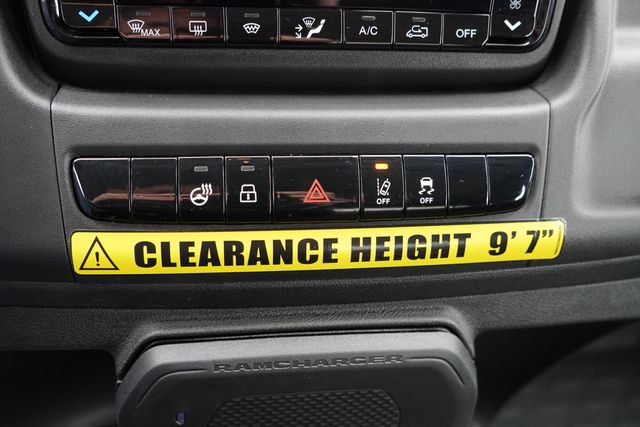 MAX
A/C
OFF
OFF
OFF
CLEARANCE HEIGHT 9' 7"
RAMCHARGER